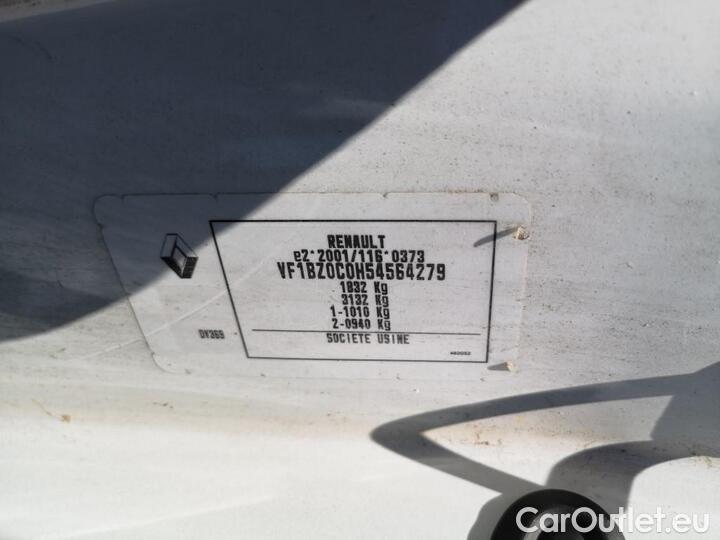 RENAULT
e2*2001/116*0373
VF1BZ0C0H54564279
1832 Kg
3132 Kg
1-1010 Kg
2-0940 Kg
DV369
SOCIETE USINE
CarOutlet.eu